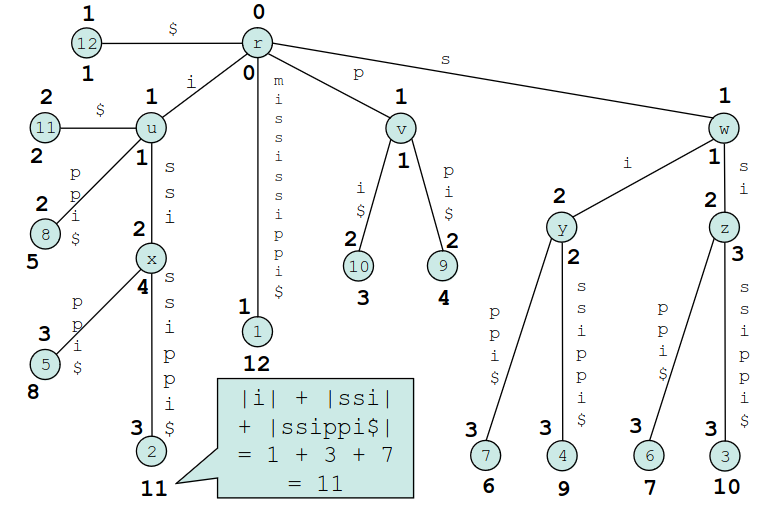 1 0
$
12 r
1 0
i
m
i
s
s
i
s
s
i
p
p
i
$
p
s
2 1 1 1
$
11 u v w
2 1 1 1
p
p
i
$
s
s
i
i
$
p
i
$
i
s
i
2 2 2 2 2 2
8 x 10 9 y z
5 4 3 4 2 3
p
p
i
$
s
s
i
p
p
i
$
p
p
i
$
s
s
i
p
p
i
$
p
p
i
$
s
s
i
p
p
i
$
3 1
5 1
8 12
3 3 3 3 3
2 7 4 6 3
11 6 9 7 10
|i| + |ssi|
+ |ssippi$|
= 1 + 3 + 7
= 11